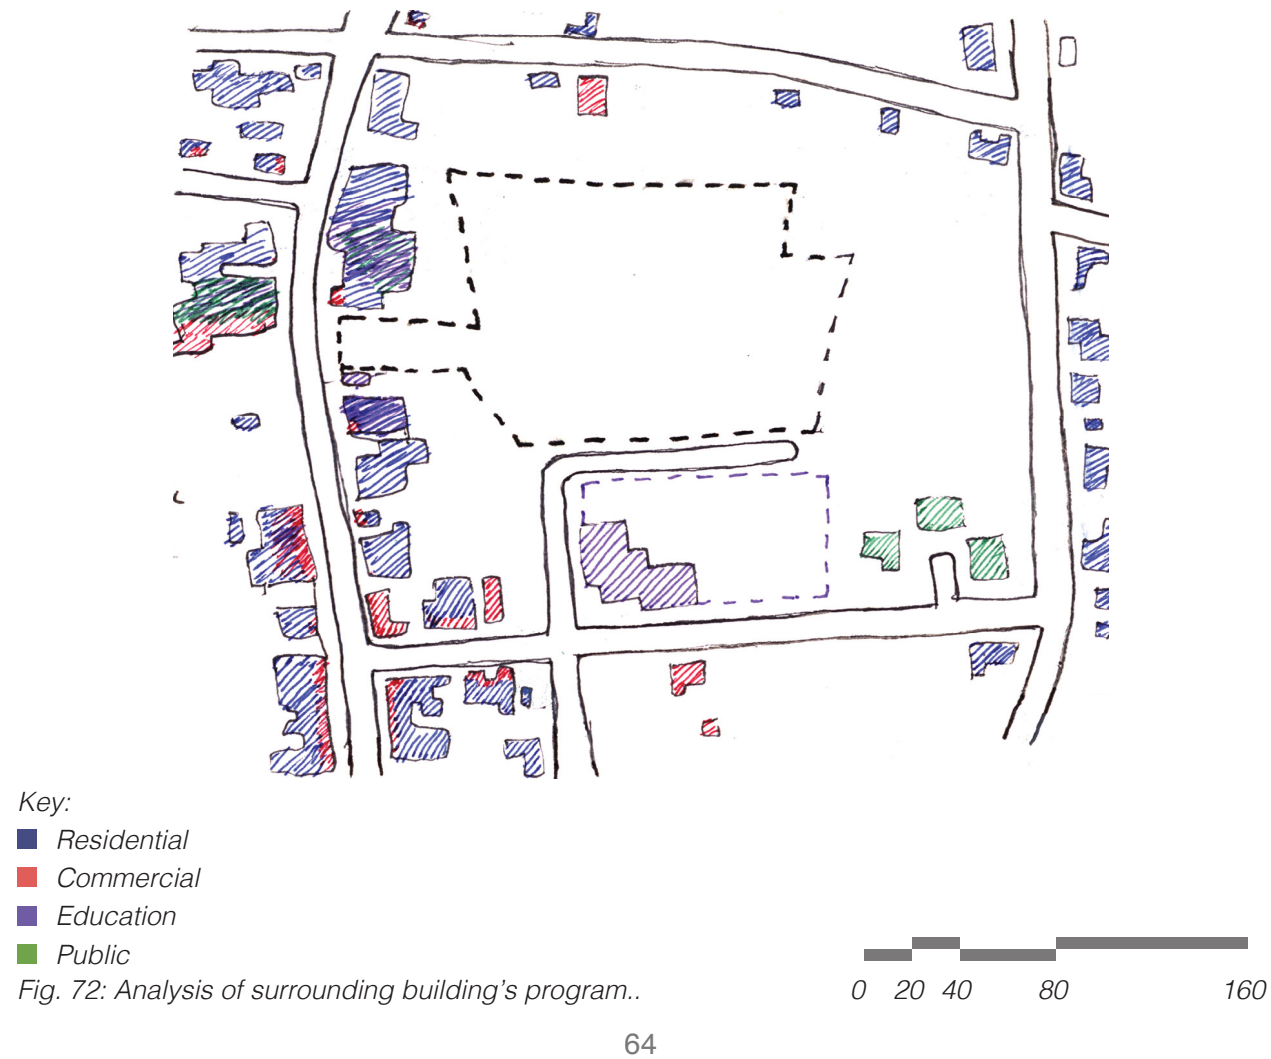 Key:
Residential
Commercial
Education
Public
Fig. 72: Analysis of surrounding building's program..
0 20 40 80 160
64